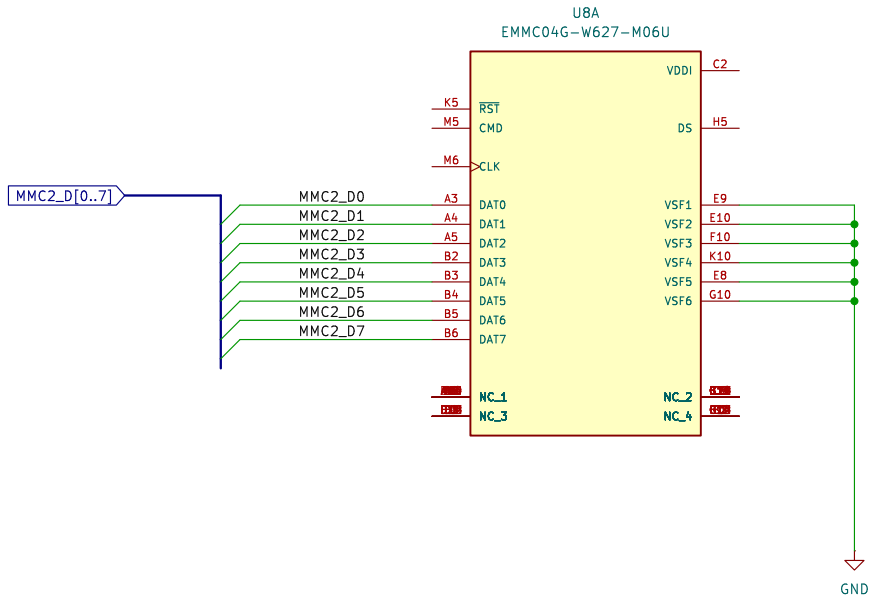 U8A
EMMC04G-W627-M06U
C2
VDDI
K5
RST
M5
CMD
H5
DS
M6
CLK
MMC2_D[0..7]
MMC2_D0
A3
DAT0
VSF1
E9
MMC2_D1
A4
DAT1
VSF2
E10
MMC2_D2
A5
DAT2
VSF3
F10
MMC2_D3
B2
DAT3
VSF4
K10
MMC2_D4
B3
DAT4
VSF5
E8
MMC2_D5
B4
DAT5
VSF6
G10
MMC2_D6
B5
DAT6
MMC2_D7
B6
DAT7
NC_1
NC_2
NC_3
NC_4
GND